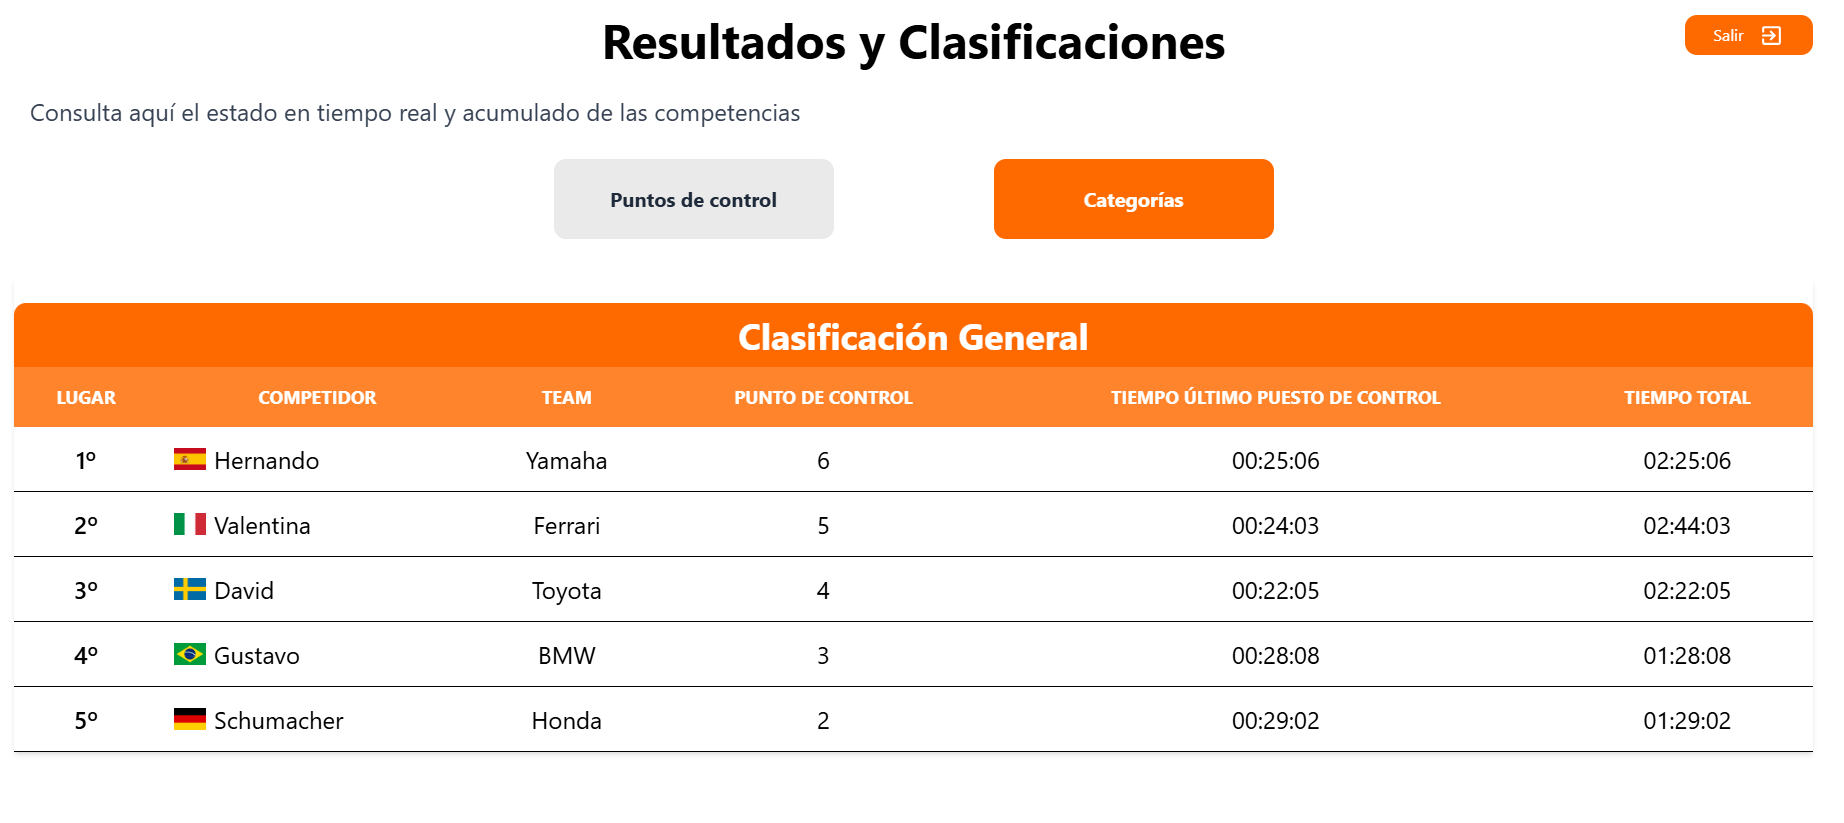 Resultados y Clasificaciones
Salir
Consulta aquí el estado en tiempo real y acumulado de las competencias
Puntos de control
Categorías
Clasificación General
LUGAR COMPETIDOR TEAM PUNTO DE CONTROL TIEMPO ÚLTIMO PUESTO DE CONTROL TIEMPO TOTAL
1º Hernando Yamaha 6 00:25:06 02:25:06
2º Valentina Ferrari 5 00:24:03 02:44:03
3º David Toyota 4 00:22:05 02:22:05
4º Gustavo BMW 3 00:28:08 01:28:08
5º Schumacher Honda 2 00:29:02 01:29:02